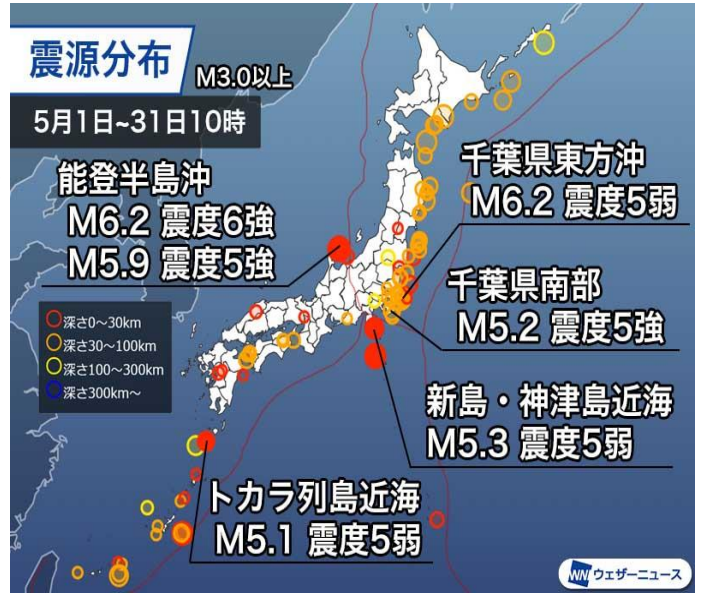 震源分布
M3.0以上
5月1日~31日10時
能登半島沖
M6.2 震度6強
M5.9 震度5強
千葉県東方沖
M6.2 震度5弱
千葉県南部
M5.2 震度5強
新島・神津島近海
M5.3 震度5弱
トカラ列島近海
M5.1 震度5弱
深さ0～30km
深さ30～100km
深さ100～300km
深さ300km～
WN ウェザーニュース